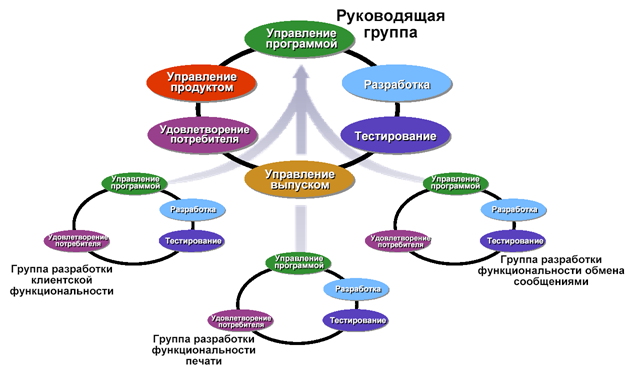 Руководящая
группа
Управление
программой
Управление
продуктом
Разработка
Удовлетворение
потребителя
Тестирование
Управление
выпуском
Управление
программой
Разработка
Удовлетворение
потребителя
Тестирование
Группа разработки
клиентской
функциональности
Управление
программой
Разработка
Удовлетворение
потребителя
Тестирование
Группа разработки
функциональности
печати
Управление
программой
Разработка
Удовлетворение
потребителя
Тестирование
Группа разработки
функциональности обмена
сообщениями